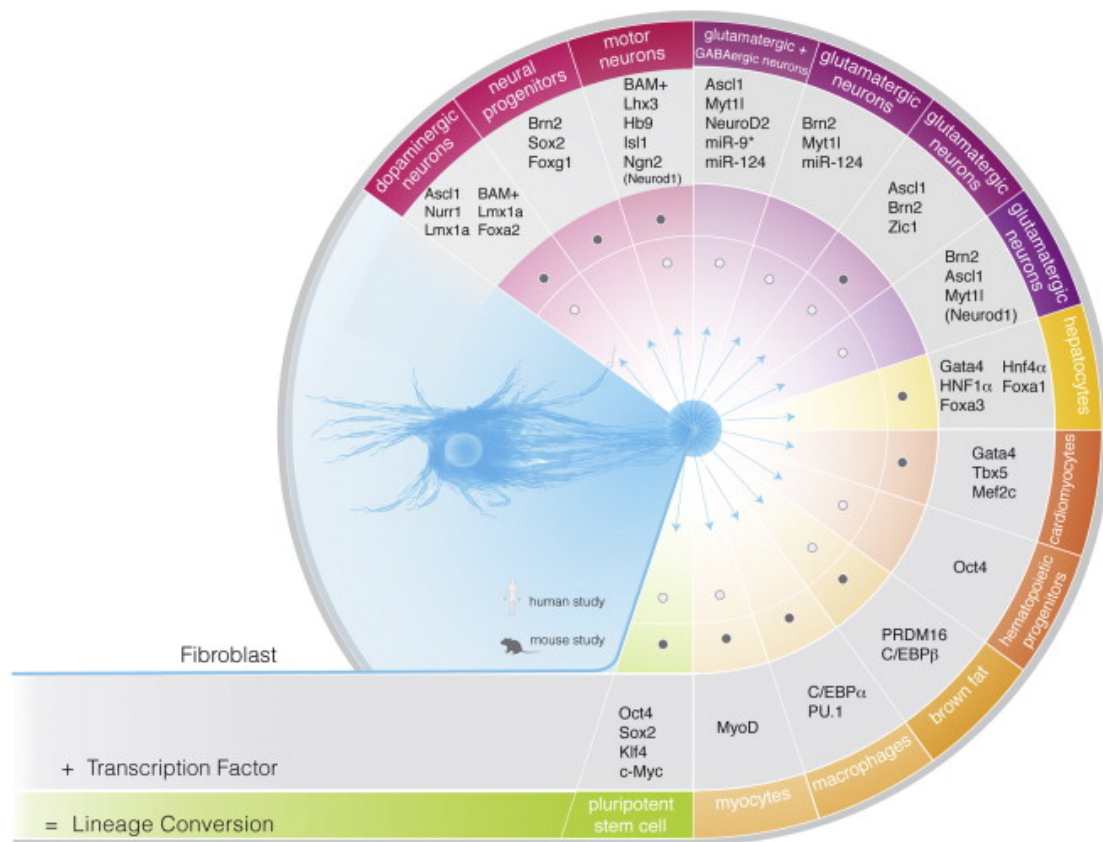 dopaminergic
neurons
neural
progenitors
motor
neurons
glutamatergic +
GABAergic neurons
glutamatergic
neurons
glutamatergic
neurons
glutamatergic
neurons
hepatocytes
cardiomyocytes
hematopoietic
progenitors
brown fat
macrophages
myocytes
pluripotent
stem cell
Ascl1 BAM+
Nurr1 Lmx1a
Lmx1a Foxa2
Brn2
Sox2
Foxg1
BAM+
Lhx3
Hb9
Isl1
Ngn2
(Neurod1)
Ascl1
Myt1l
NeuroD2
miR-9*
miR-124
Brn2
Myt1l
miR-124
Ascl1
Brn2
Zic1
Brn2
Ascl1
Myt1l
(Neurod1)
Gata4 Hnf4α
HNF1α Foxa1
Foxa3
Gata4
Tbx5
Mef2c
Oct4
PRDM16
C/EBPβ
C/EBPα
PU.1
MyoD
Oct4
Sox2
Klf4
c-Myc
human study
mouse study
Fibroblast
+ Transcription Factor
= Lineage Conversion